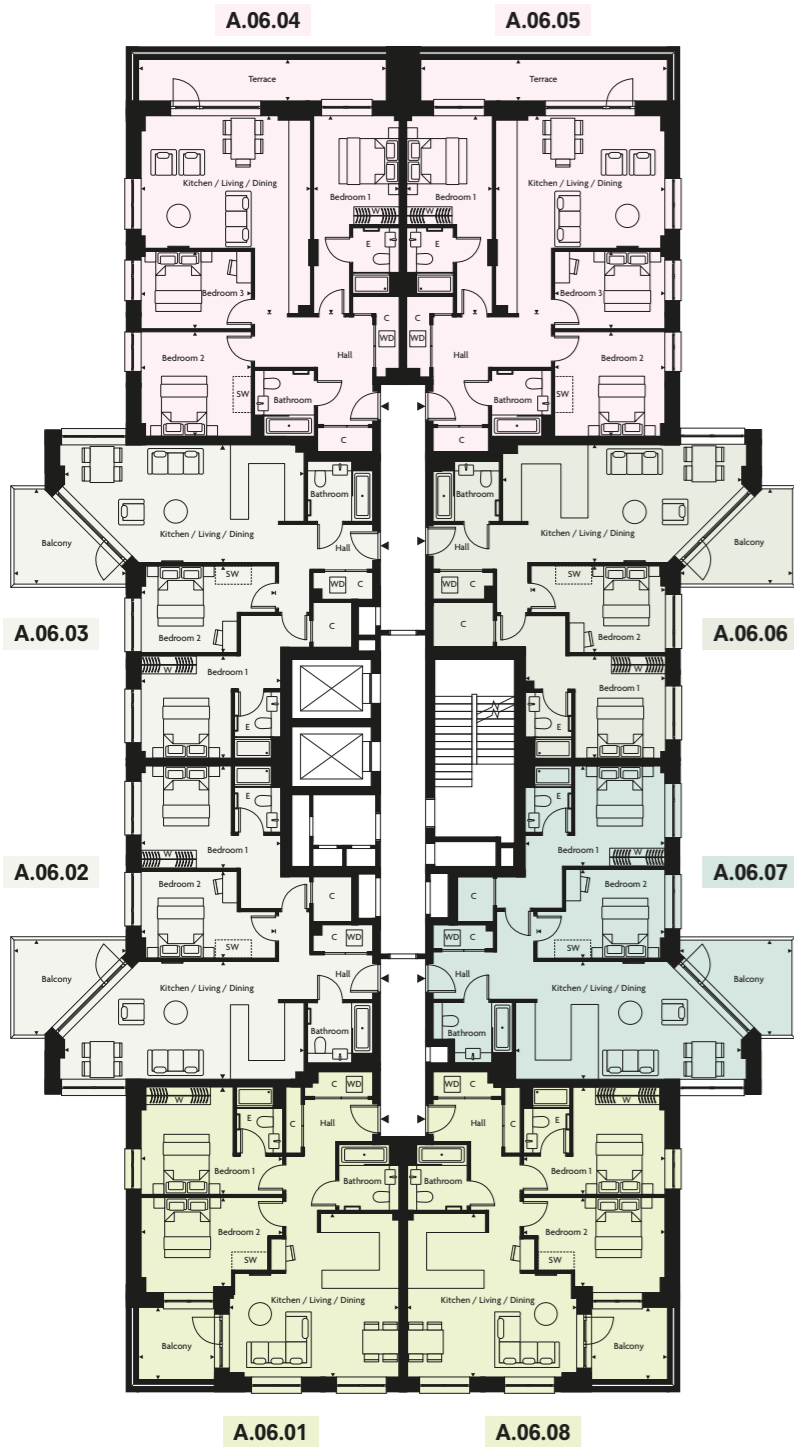 A.06.04
A.06.05
Terrace
Terrace
Kitchen / Living / Dining
Bedroom 1
W
E
Bedroom 1
W
E
Kitchen / Living / Dining
Bedroom 3
Bedroom 3
C
WD
C
WD
Hall
Hall
Bedroom 2
SW
Bathroom
C
Bathroom
C
Bedroom 2
SW
Kitchen / Living / Dining
Bathroom
Hall
Bathroom
Hall
Kitchen / Living / Dining
Balcony
Balcony
SW
WD
C
WD
C
SW
A.06.03
Bedroom 2
C
C
Bedroom 2
A.06.06
W
Bedroom 1
E
W
Bedroom 1
E
A.06.02
E
Bedroom 1
W
E
Bedroom 1
W
A.06.07
Bedroom 2
C
C
Bedroom 2
SW
C
WD
WD
C
SW
Balcony
Kitchen / Living / Dining
Hall
Hall
Kitchen / Living / Dining
Balcony
Bathroom
Bathroom
C
WD
WD
C
W
E
C
Hall
Hall
C
E
W
Bedroom 1
Bathroom
Bathroom
Bedroom 1
Bedroom 2
SW
Bedroom 2
SW
Kitchen / Living / Dining
Kitchen / Living / Dining
Balcony
Balcony
A.06.01
A.06.08